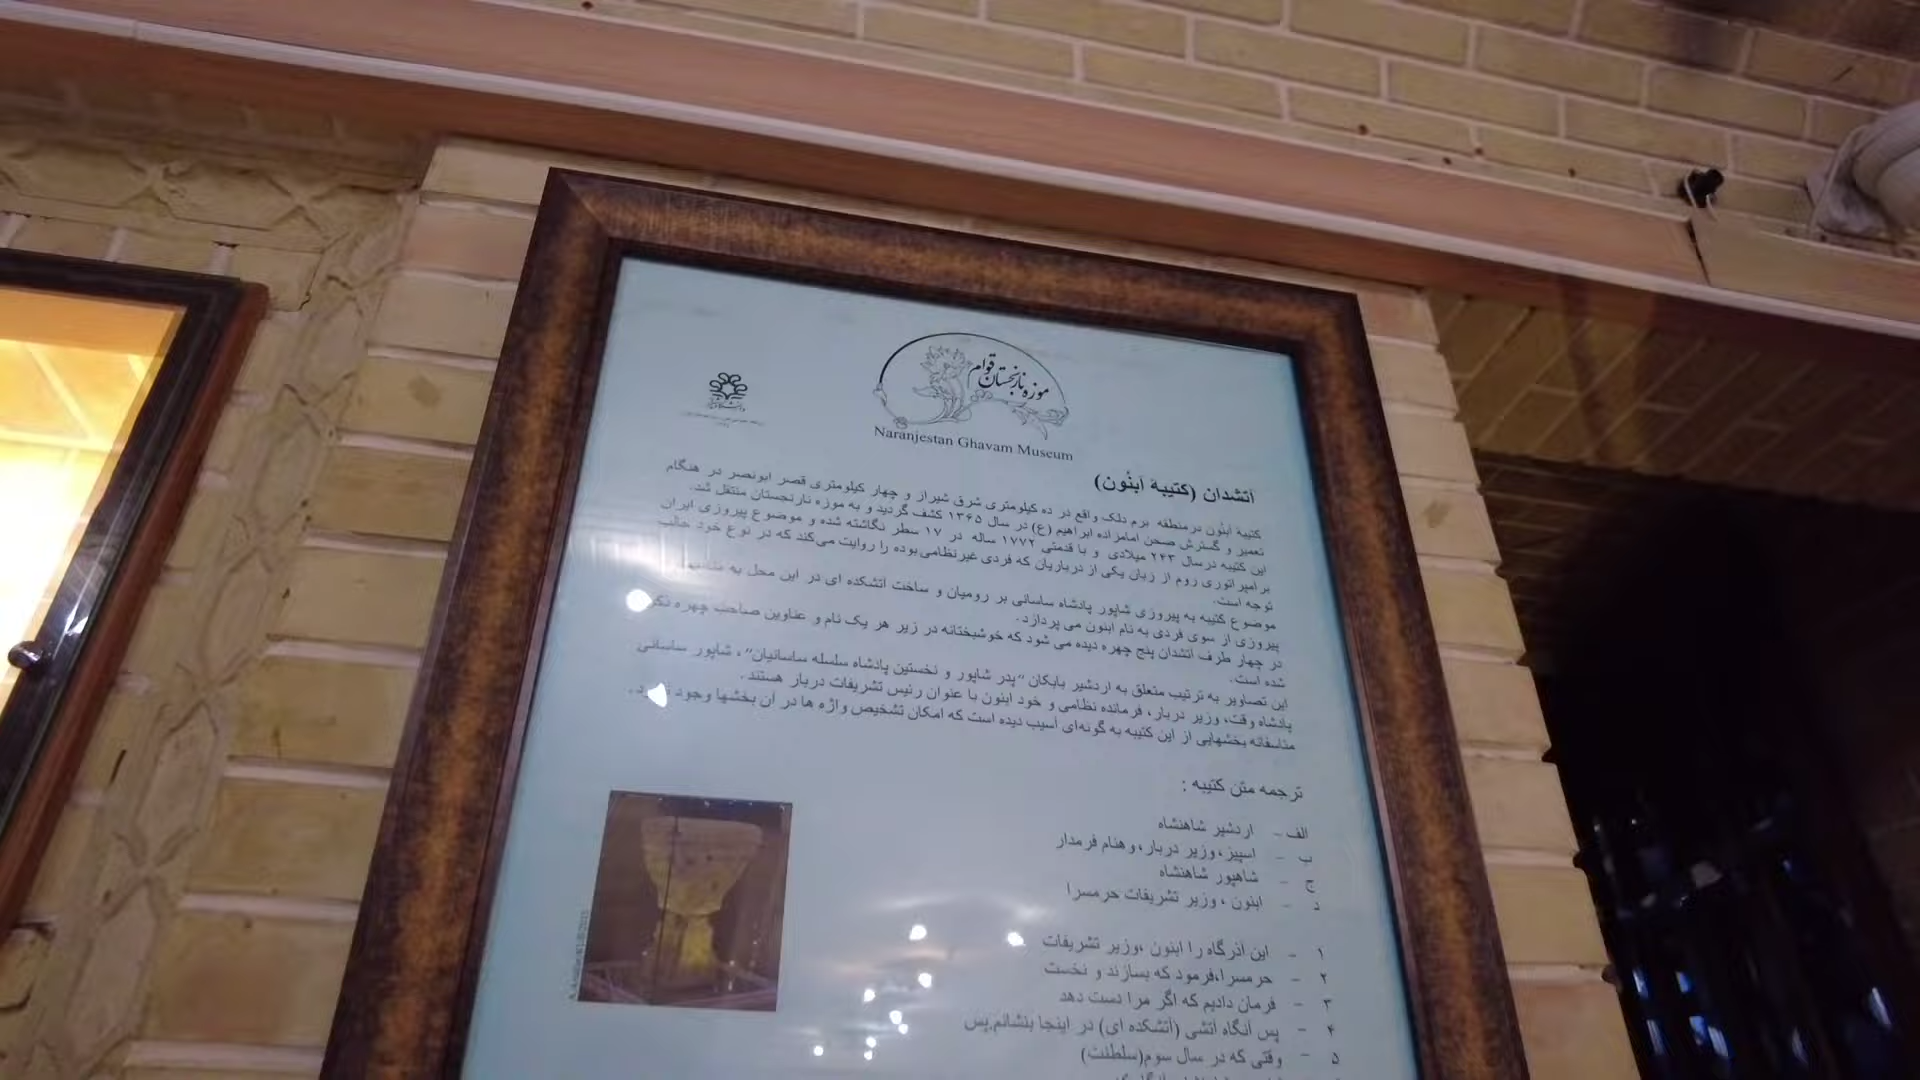 موزه نارنجستان قوام
Naranjestan Ghavam Museum
آتشدان (کتیبهٔ اَبنُون)
کتیبهٔ اَبنُون درمنطقه برم دلک واقع در ده کیلومتری شرق شیراز و چهار کیلومتری قصر ابونصر در هنگام
تعمیر و گسترش صحن امامزاده ابراهیم (ع) در سال ۱۳۶۵ کشف گردید و به موزه نارنجستان منتقل شد.
این کتیبه درسال ۲۴۳ میلادی و با قدمتی ۱۷۷۲ ساله در ۱۷ سطر نگاشته شده و موضوع پیروزی ایران
بر امپراتوری روم از زبان یکی از درباریان که فردی غیرنظامی بوده را روایت می‌کند که در نوع خود جالب
توجه است.
موضوع کتیبه به پیروزی شاپور پادشاه ساسانی بر رومیان و ساخت آتشکده ای در این محل به
پیروزی از سوی فردی به نام ابنون می پردازد.
در چهار طرف آتشدان پنج چهره دیده می شود که خوشبختانه در زیر هر یک نام و عناوین صاحب چهره
شده است.
این تصاویر به ترتیب متعلق به اردشیر بابکان "پدر شاپور و نخستین پادشاه سلسله ساسانیان"، شاپور ساسانی
پادشاه وقت، وزیر دربار، فرمانده نظامی و خود ابنون با عنوان رئیس تشریفات دربار هستند.
متاسفانه بخشهایی از این کتیبه به گونه‌ای آسیب دیده است که امکان تشخیص واژه ها در آن بخشها وجود
ترجمه متن کتیبه :
الف - اردشیر شاهنشاه
ب - اسپیز، وزیر دربار، وهنام فرمدار
ج - شاهپور شاهنشاه
د - ابنون ، وزیر تشریفات حرمسرا
۱ - این آذرگاه را ابنون ،وزیر تشریفات
۲ - حرمسرا،فرمود که بسازند و نخست
۳ - فرمان دادیم که اگر مرا دست دهد
۴ - پس آنگاه آتشی (آتشکده ای) در اینجا بنشانم.پس
۵ - وقتی که در سال سوم(سلطنت)